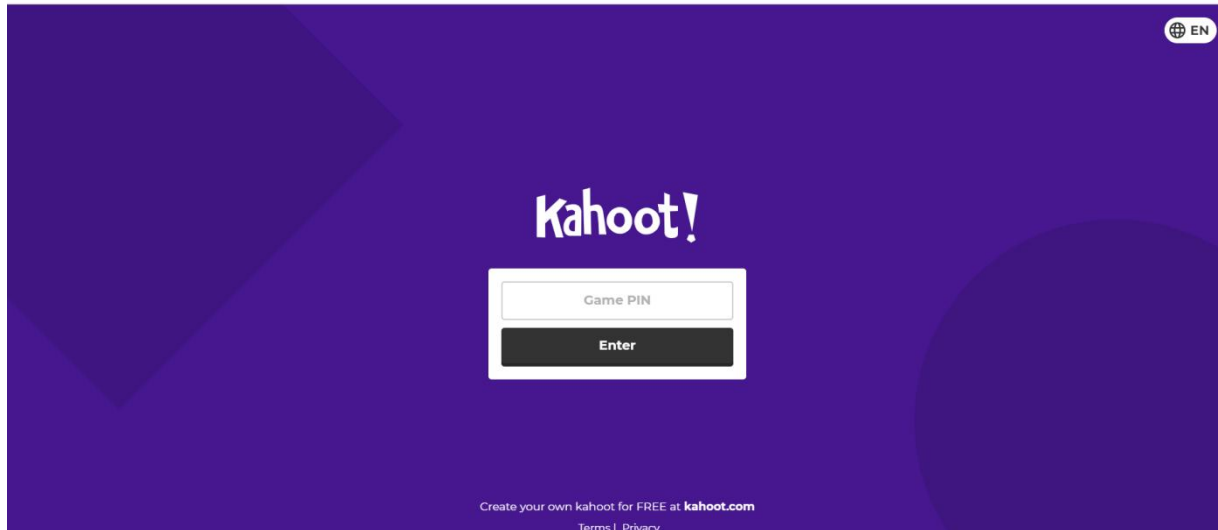 EN
Kahoot!
Game PIN
Enter
Create your own kahoot for FREE at kahoot.com
Terms | Privacy